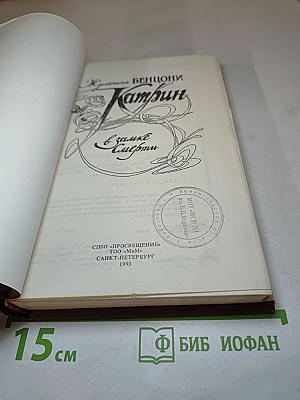 Жюльетта БЕНЦОНИ
Катрин
в замке
Смерти
СПБО «ПРОСВЕЩЕНИЕ»
ТОО «МиМ»
САНКТ-ПЕТЕРБУРГ
1993
15 см
Ф БИБ ИОФАН